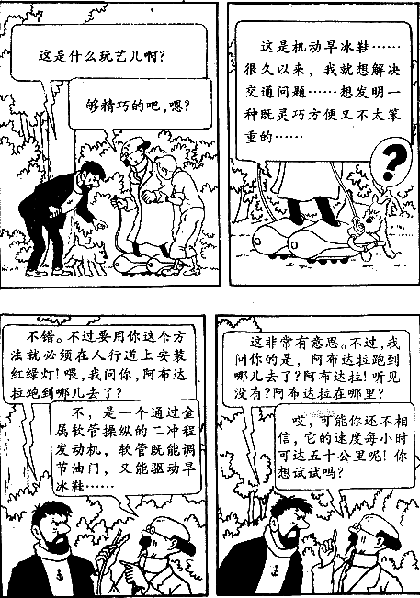 这是什么玩艺儿啊?
够精巧的吧,嗯?
这是机动旱冰鞋……
很久以来,我就想解决
交通问题……想发明一
种既灵巧方便又不太笨
重的……
?
不错。不过要用你这个方
法就必须在人行道上安装
红绿灯!喂,我问你,阿布达
拉跑到哪儿去了?
不,是一个通过金
属软管操纵的二冲程
发动机,软管既能调
节油门,又能驱动旱
冰鞋……
这非常有意思。不过,我
问你的是,阿布达拉跑到
哪儿去了?阿布达拉!听见
没有?阿布达拉在哪里?
哎,可能你还不相
信,它的速度每小时
可达五十公里呢!你
想试试吗?